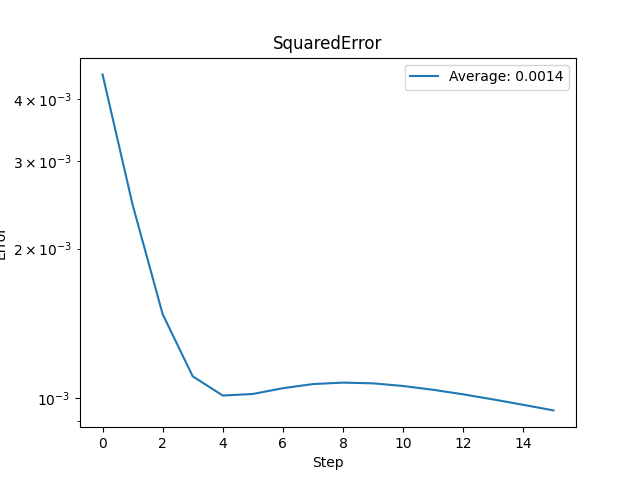 SquaredError
Average: 0.0014
4 × 10⁻³
3 × 10⁻³
2 × 10⁻³
10⁻³
Error
0 2 4 6 8 10 12 14
Step